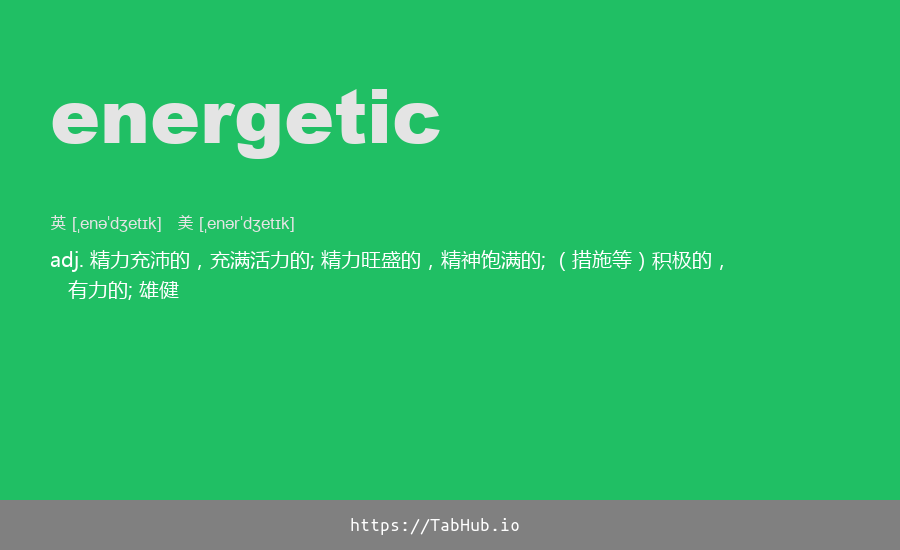 energetic
英 [ˌenəˈdʒetɪk] 美 [ˌenərˈdʒetɪk]
adj. 精力充沛的，充满活力的; 精力旺盛的，精神饱满的; （措施等）积极的，
有力的; 雄健
https://TabHub.io